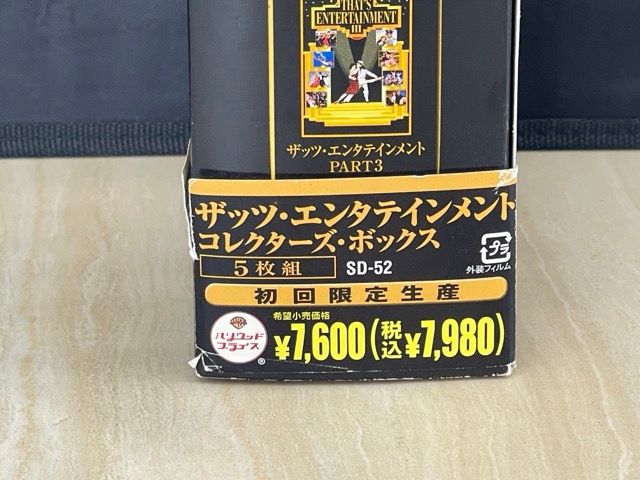 THAT'S
ENTERTAINMENT
III
ザッツ・エンタテインメント
PART3
ザッツ・エンタテインメント
コレクターズ・ボックス
5枚組 SD-52
プラ
外装フィルム
初回限定生産
希望小売価格
¥7,600(税込¥7,980)
ハリウッド
プライス
®